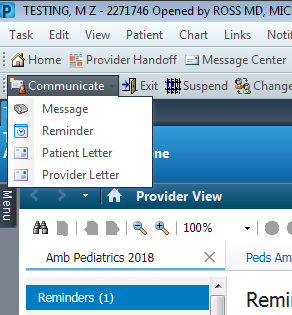 TESTING, M Z - 2271746 Opened by ROSS MD, MIC
Task Edit View Patient Chart Links Notif
Home Provider Handoff Message Center
Communicate Exit Suspend Change
Message
Reminder
Patient Letter
Provider Letter
ne
Menu
Provider View
100%
Amb Pediatrics 2018
Peds Am
Reminders (1)
Remin